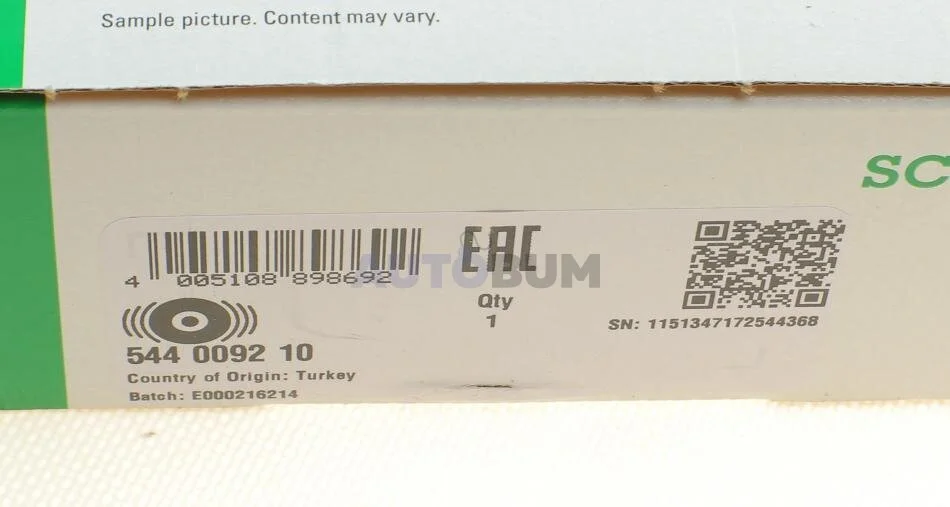 Sample picture. Content may vary.
SC
EAC
4 005108 898692
AUTOBUM
Qty
1
SN: 1151347172544368
544 0092 10
Country of Origin: Turkey
Batch: E000216214